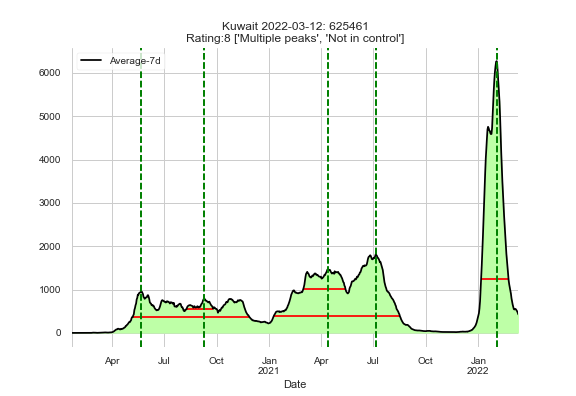 Kuwait 2022-03-12: 625461
Rating:8 ['Multiple peaks', 'Not in control']
Average-7d
6000
5000
4000
3000
2000
1000
0
Apr Jul Oct Jan Apr Jul Oct Jan
2021 2022
Date